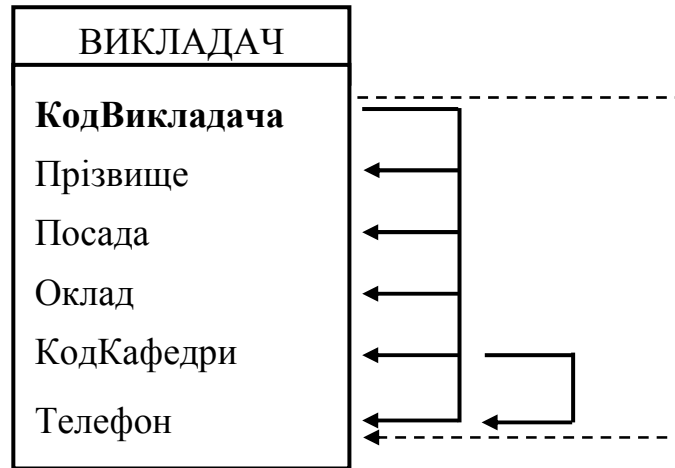 ВИКЛАДАЧ
КодВикладача
Прізвище
Посада
Оклад
КодКафедри
Телефон